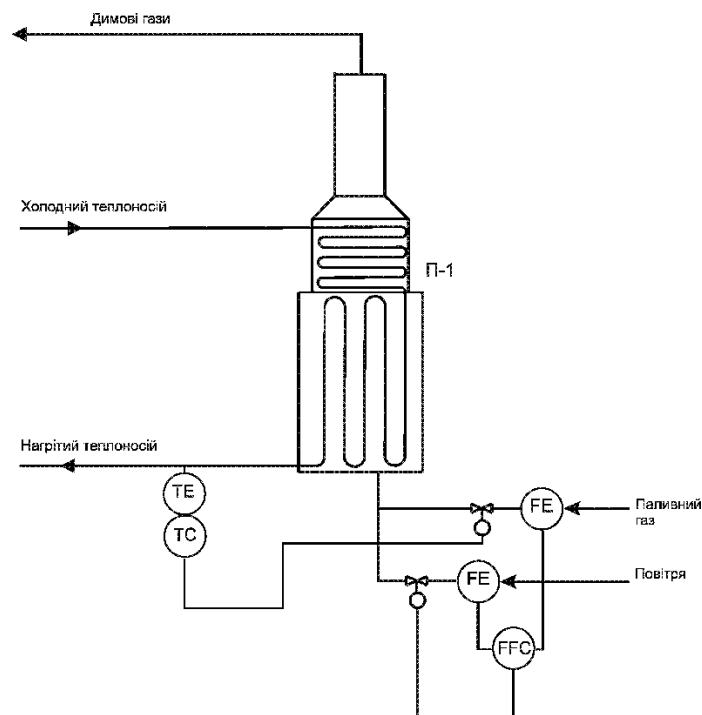 Димові гази
Холодний теплоносій
П-1
Нагрітий теплоносій
TE
TC
FE
Паливний
газ
FE
Повітря
FFC